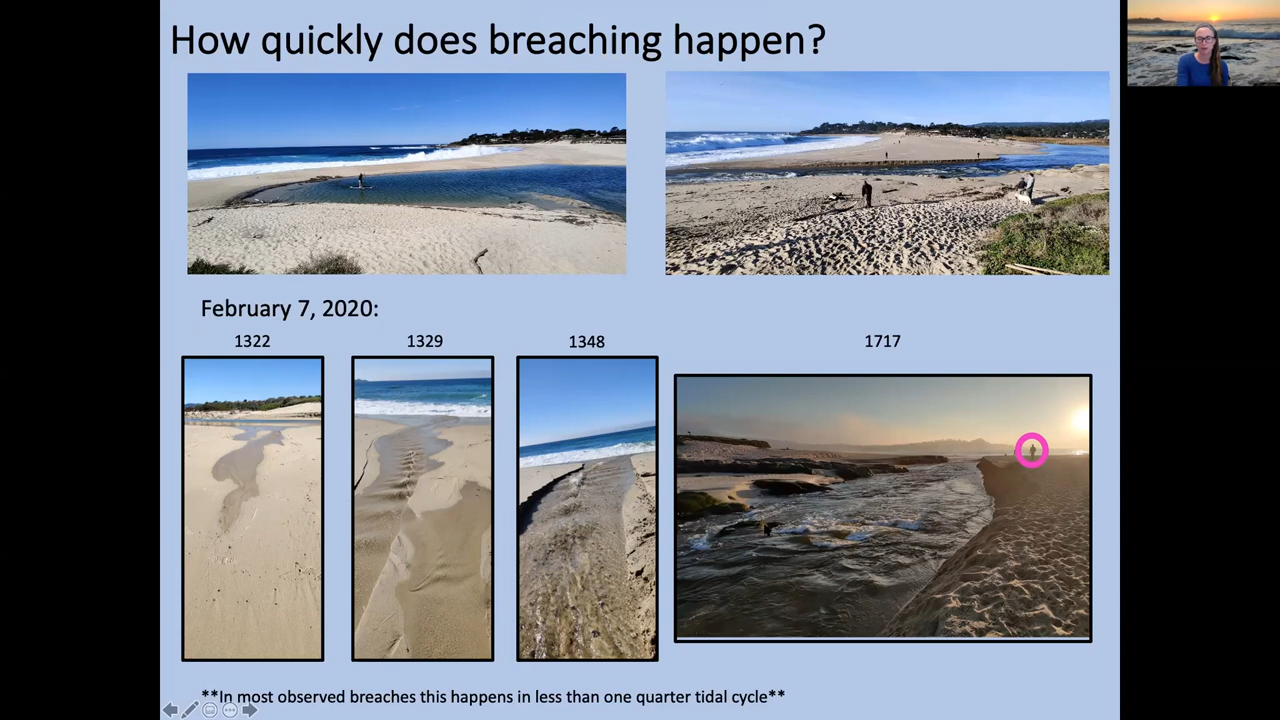 How quickly does breaching happen?
February 7, 2020:
1322
1329
1348
1717
**In most observed breaches this happens in less than one quarter tidal cycle**